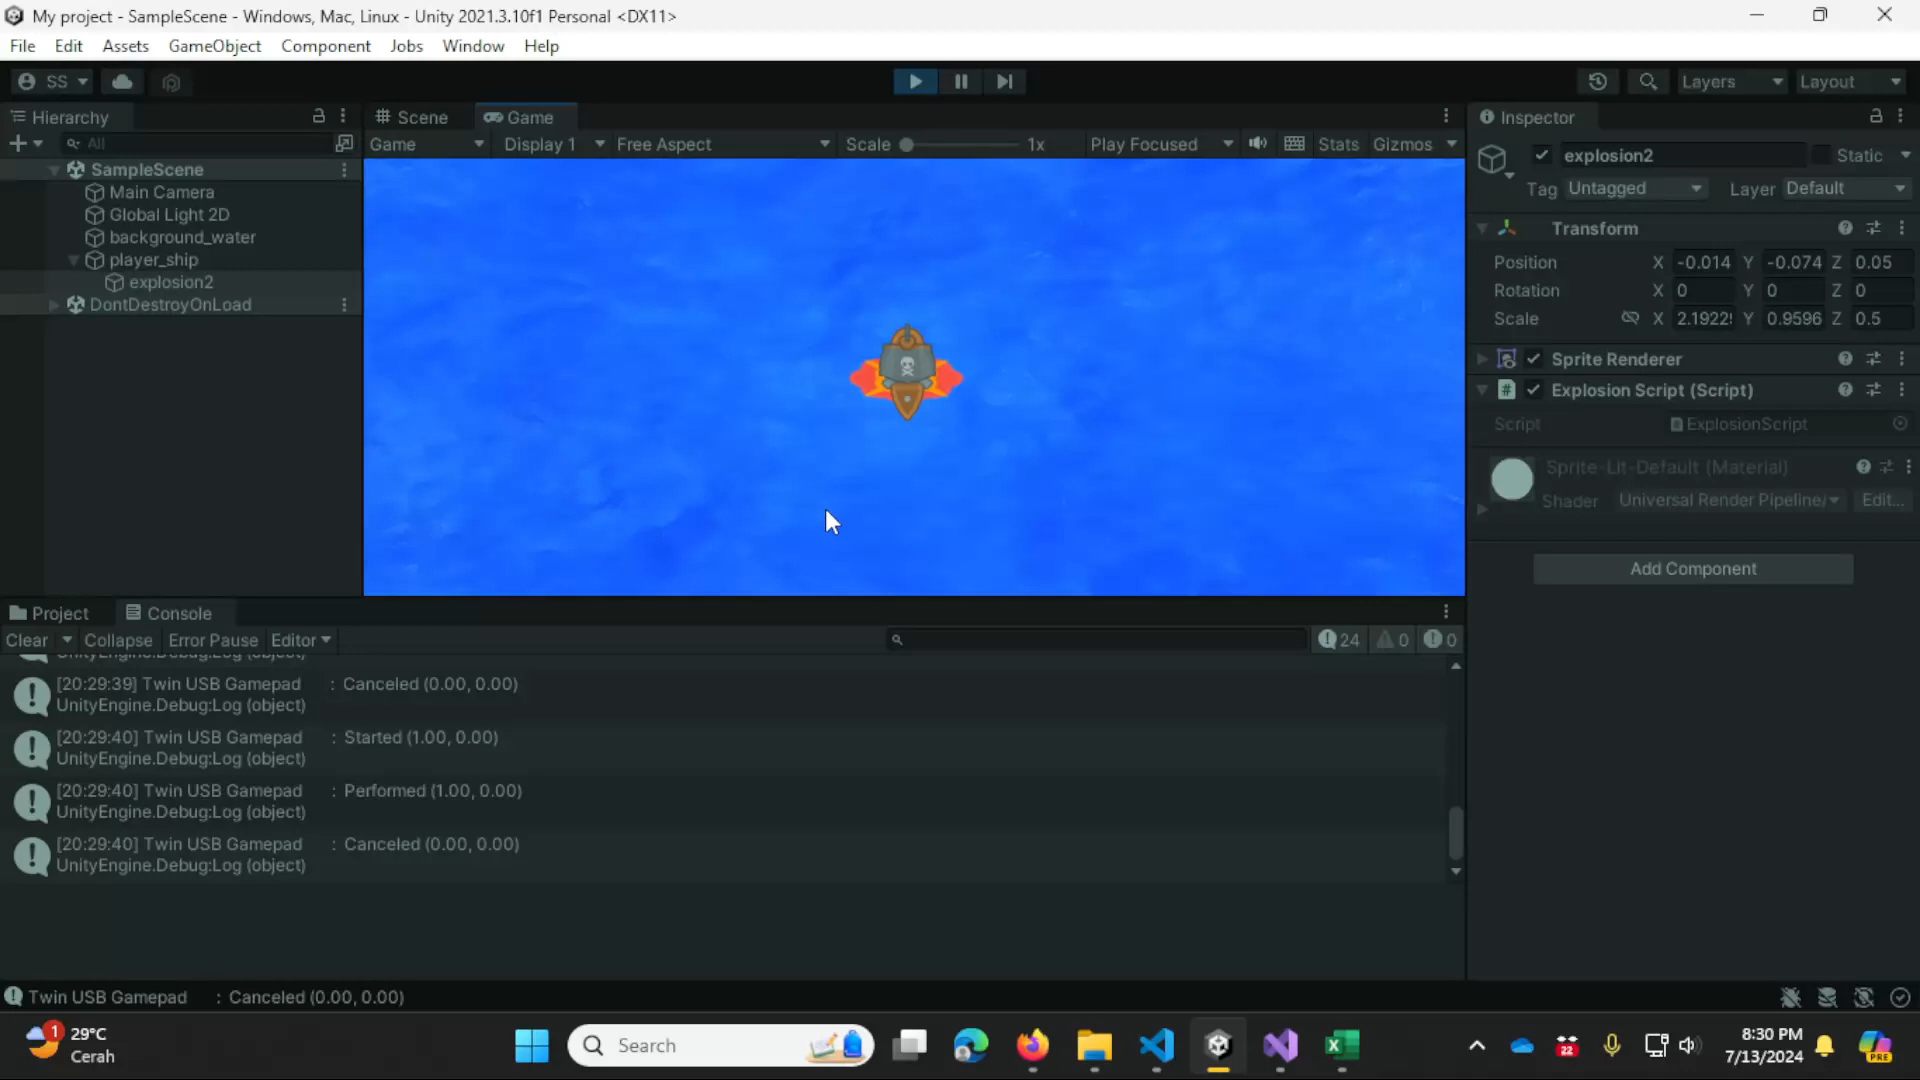 My project - SampleScene - Windows, Mac, Linux - Unity 2021.3.10f1 Personal <DX11>
File Edit Assets GameObject Component Jobs Window Help
SS Layers Layout
Hierarchy Scene Game Inspector
All Game Display 1 Free Aspect Scale 1x Play Focused Stats Gizmos explosion2 Static
SampleScene
Tag Untagged Layer Default
Main Camera
Global Light 2D
background_water
player_ship
explosion2
DontDestroyOnLoad
Transform
Position X -0.014 Y -0.074 Z 0.05
Rotation X 0 Y 0 Z 0
Scale X 2.1922 Y 0.9596 Z 0.5
Sprite Renderer
# Explosion Script (Script)
Script ExplosionScript
Sprite-Lit-Default (Material)
Shader Universal Render Pipeline/ Edit...
Add Component
Project Console
Clear Collapse Error Pause Editor 24 0 0
UnityEngine.Debug:Log (object)
[20:29:39] Twin USB Gamepad : Canceled (0.00, 0.00)
UnityEngine.Debug:Log (object)
[20:29:40] Twin USB Gamepad : Started (1.00, 0.00)
UnityEngine.Debug:Log (object)
[20:29:40] Twin USB Gamepad : Performed (1.00, 0.00)
UnityEngine.Debug:Log (object)
[20:29:40] Twin USB Gamepad : Canceled (0.00, 0.00)
UnityEngine.Debug:Log (object)
Twin USB Gamepad : Canceled (0.00, 0.00)
1 29°C
Cerah
Search
22
8:30 PM
7/13/2024
PRE